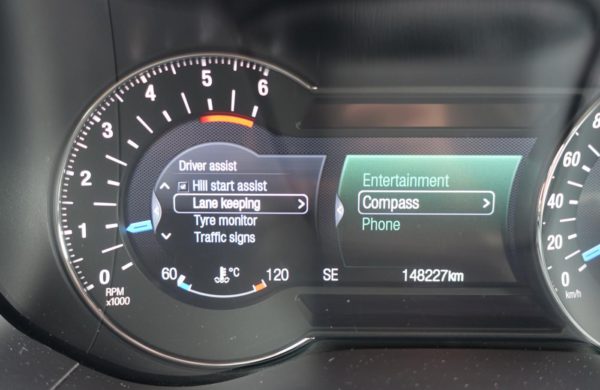 0
1
2
3
4
5
6
RPM
x1000
Driver assist
Hill start assist
Lane keeping >
Tyre monitor
Traffic signs
60 °C 120
Entertainment
Compass >
Phone
SE 148227km
80
60
40
20
0
km/h